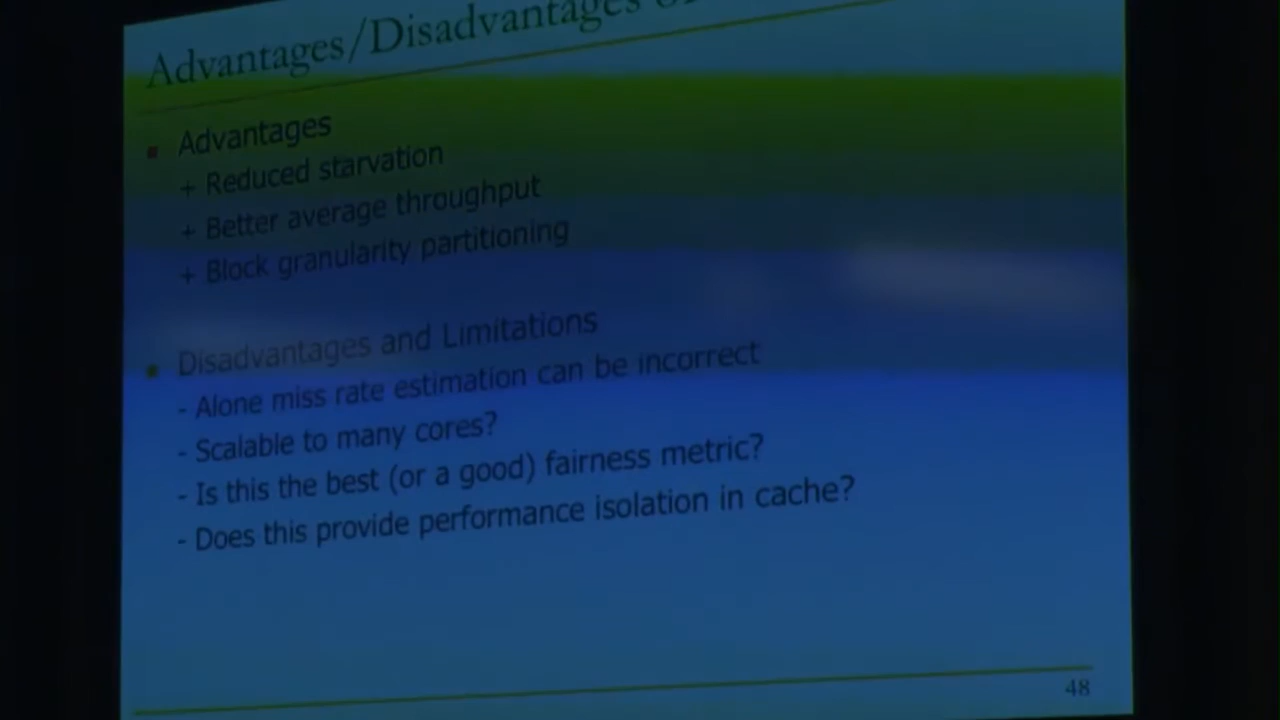 Advantages/Disadvantages
Advantages
+ Reduced starvation
+ Better average throughput
+ Block granularity partitioning
Disadvantages and Limitations
- Alone miss rate estimation can be incorrect
- Scalable to many cores?
- Is this the best (or a good) fairness metric?
- Does this provide performance isolation in cache?
48